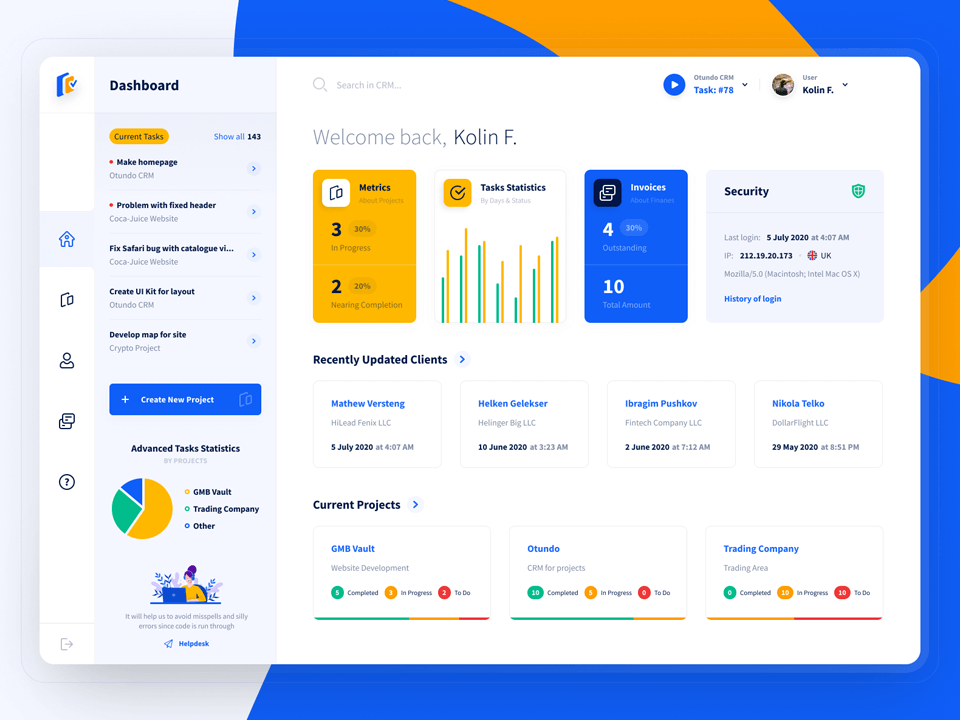 Dashboard
Search in CRM...
Otundo CRM
Task: #78
User
Kolin F.
Current Tasks
Show all 143
Make homepage
Otundo CRM
Problem with fixed header
Coca-Juice Website
Fix Safari bug with catalogue vi...
Coca-Juice Website
Create UI Kit for layout
Otundo CRM
Develop map for site
Crypto Project
+ Create New Project
Advanced Tasks Statistics
BY PROJECTS
GMB Vault
Trading Company
Other
It will help us to avoid misspells and silly
errors since code is run through
Helpdesk
Welcome back, Kolin F.
Metrics
About Projects
3 30%
In Progress
2 20%
Nearing Completion
Tasks Statistics
By Days & Status
Invoices
About Finanies
4 30%
Outstanding
10
Total Amount
Security
Last login: 5 July 2020 at 4:07 AM
IP: 212.19.20.173 · UK
Mozilla/5.0 (Macintosh; Intel Mac OS X)
History of login
Recently Updated Clients
Mathew Versteng
HiLead Fenix LLC
5 July 2020 at 4:07 AM
Helken Gelekser
Helinger Big LLC
10 June 2020 at 3:23 AM
Ibragim Pushkov
Fintech Company LLC
2 June 2020 at 7:12 AM
Nikola Telko
DollarFlight LLC
29 May 2020 at 8:51 PM
Current Projects
GMB Vault
Website Development
5 Completed 3 In Progress 2 To Do
Otundo
CRM for projects
10 Completed 5 In Progress 0 To Do
Trading Company
Trading Area
0 Completed 10 In Progress 10 To Do
?